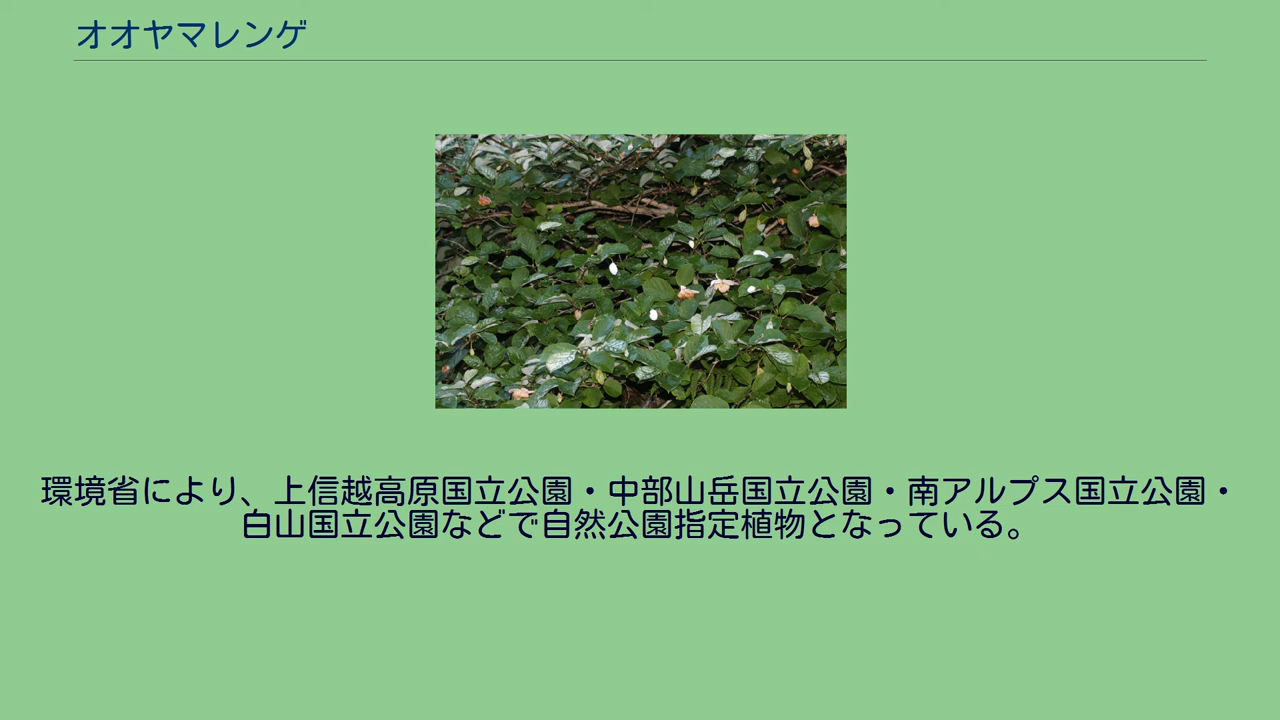 オオヤマレンゲ
環境省により、上信越高原国立公園・中部山岳国立公園・南アルプス国立公園・
白山国立公園などで自然公園指定植物となっている。